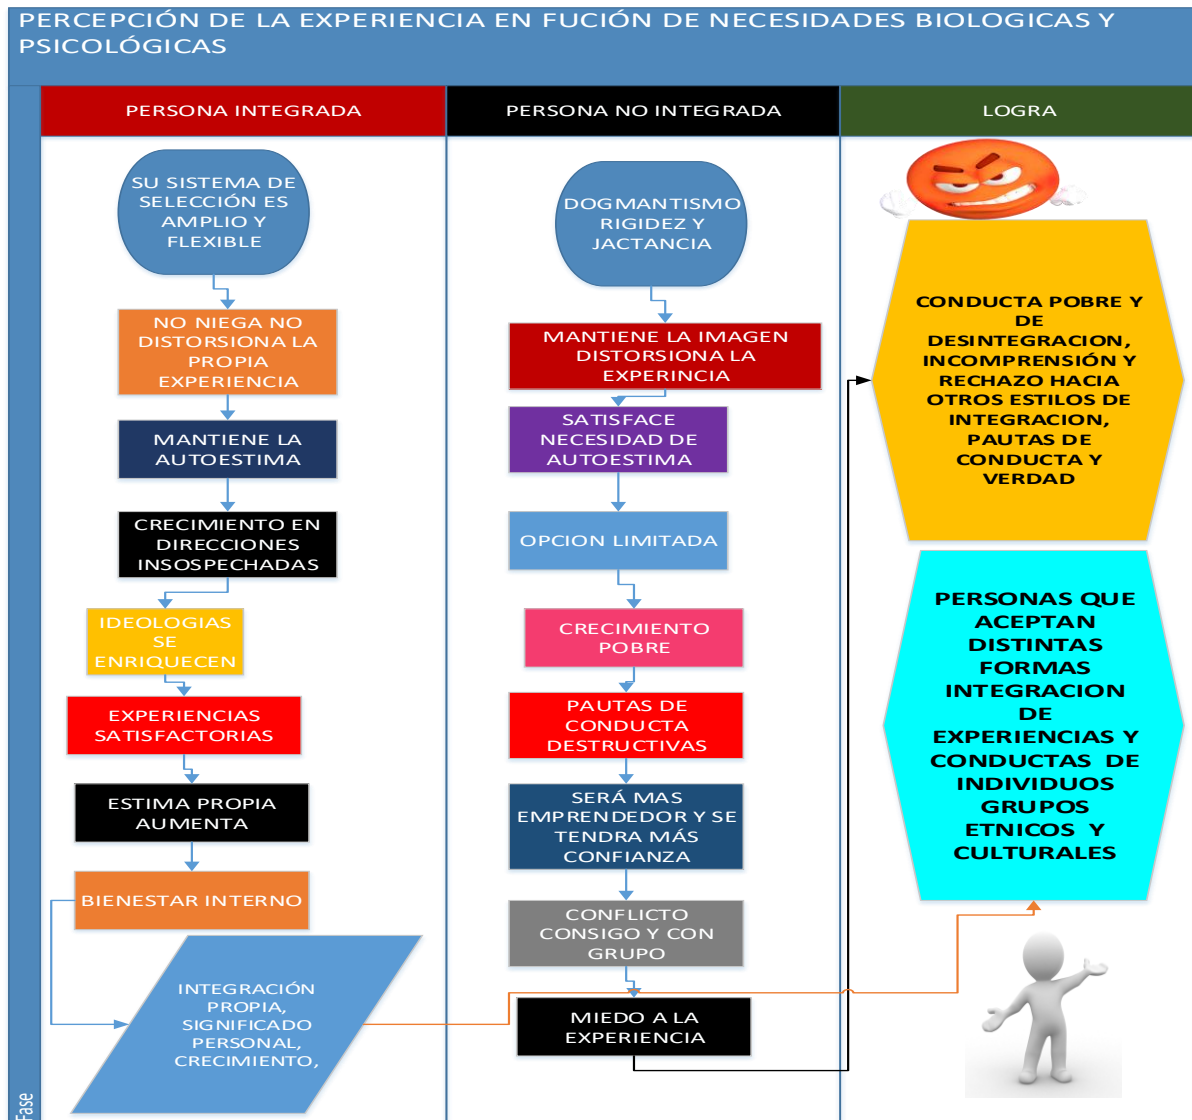 PERCEPCIÓN DE LA EXPERIENCIA EN FUCIÓN DE NECESIDADES BIOLOGICAS Y
PSICOLÓGICAS
PERSONA INTEGRADA
SU SISTEMA DE
SELECCIÓN ES
AMPLIO Y
FLEXIBLE
NO NIEGA NO
DISTORSIONA LA
PROPIA
EXPERIENCIA
MANTIENE LA
AUTOESTIMA
CRECIMIENTO EN
DIRECCIONES
INSOSPECHADAS
IDEOLOGIAS
SE
ENRIQUECEN
EXPERIENCIAS
SATISFACTORIAS
ESTIMA PROPIA
AUMENTA
BIENESTAR INTERNO
INTEGRACIÓN
PROPIA,
SIGNIFICADO
PERSONAL,
CRECIMIENTO,
PERSONA NO INTEGRADA
DOGMANTISMO
RIGIDEZ Y
JACTANCIA
MANTIENE LA IMAGEN
DISTORSIONA LA
EXPERINCIA
SATISFACE
NECESIDAD DE
AUTOESTIMA
OPCION LIMITADA
CRECIMIENTO
POBRE
PAUTAS DE
CONDUCTA
DESTRUCTIVAS
SERÁ MAS
EMPRENDEDOR Y SE
TENDRA MÁS
CONFIANZA
CONFLICTO
CONSIGO Y CON
GRUPO
MIEDO A LA
EXPERIENCIA
LOGRA
CONDUCTA POBRE Y
DE
DESINTEGRACION,
INCOMPRENSIÓN Y
RECHAZO HACIA
OTROS ESTILOS DE
INTEGRACION,
PAUTAS DE
CONDUCTA Y
VERDAD
PERSONAS QUE
ACEPTAN
DISTINTAS
FORMAS
INTEGRACION
DE
EXPERIENCIAS Y
CONDUCTAS DE
INDIVIDUOS
GRUPOS
ETNICOS Y
CULTURALES
Fase